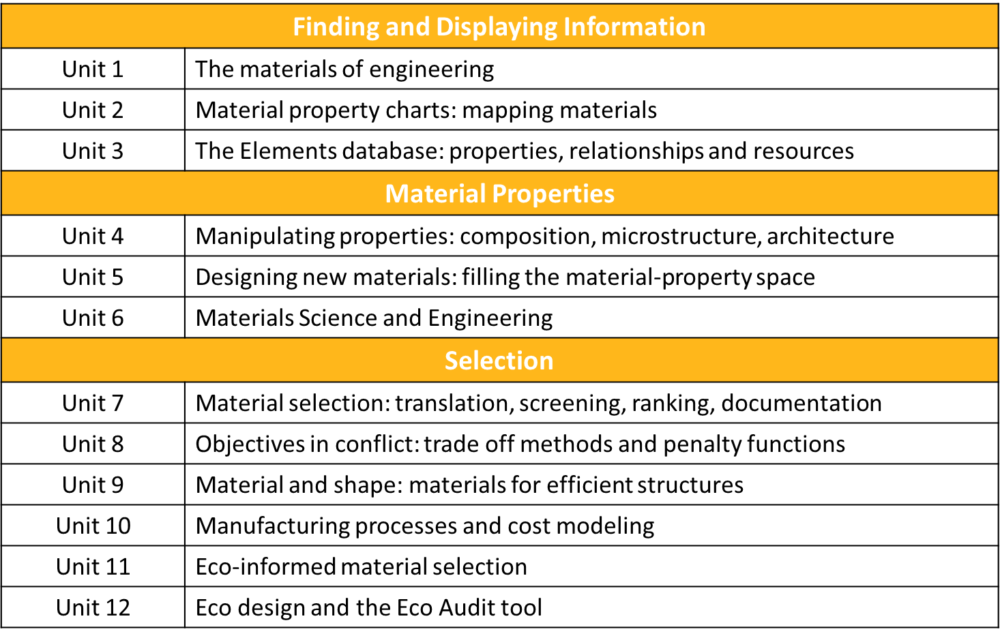 Finding and Displaying Information
Unit 1 The materials of engineering
Unit 2 Material property charts: mapping materials
Unit 3 The Elements database: properties, relationships and resources
Material Properties
Unit 4 Manipulating properties: composition, microstructure, architecture
Unit 5 Designing new materials: filling the material-property space
Unit 6 Materials Science and Engineering
Selection
Unit 7 Material selection: translation, screening, ranking, documentation
Unit 8 Objectives in conflict: trade off methods and penalty functions
Unit 9 Material and shape: materials for efficient structures
Unit 10 Manufacturing processes and cost modeling
Unit 11 Eco-informed material selection
Unit 12 Eco design and the Eco Audit tool